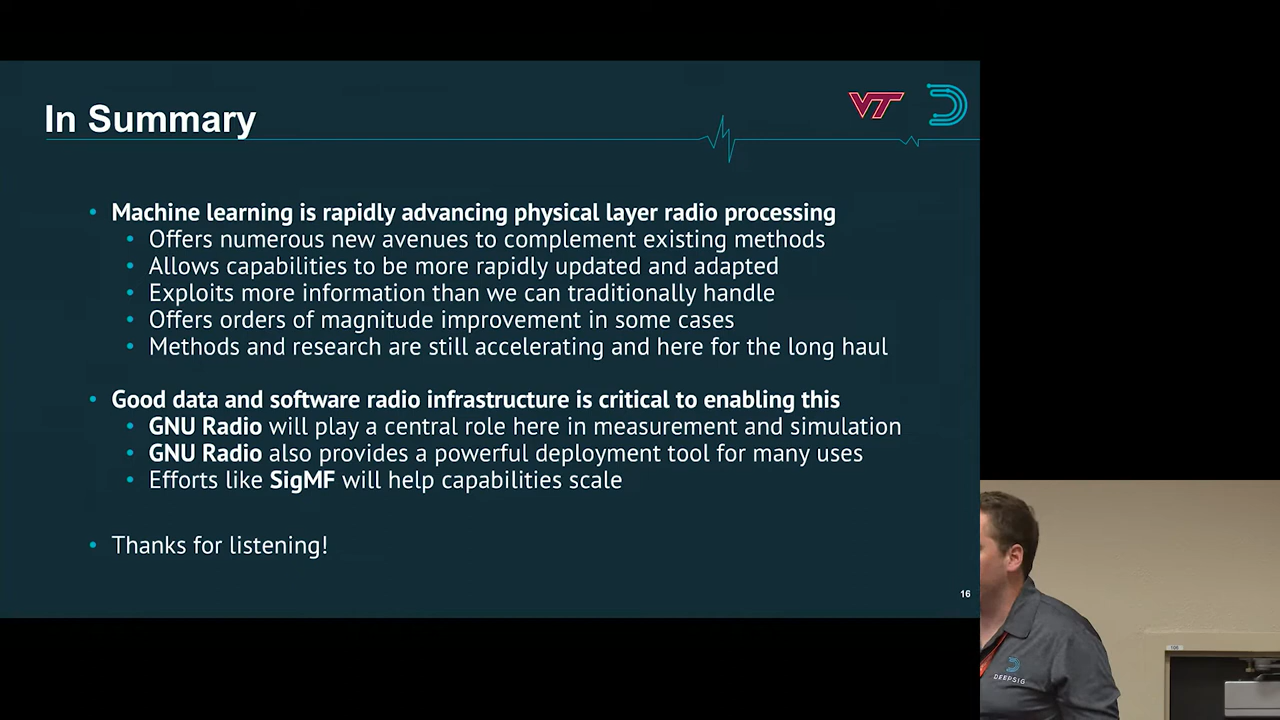 In Summary
VT
Machine learning is rapidly advancing physical layer radio processing
Offers numerous new avenues to complement existing methods
Allows capabilities to be more rapidly updated and adapted
Exploits more information than we can traditionally handle
Offers orders of magnitude improvement in some cases
Methods and research are still accelerating and here for the long haul
Good data and software radio infrastructure is critical to enabling this
GNU Radio will play a central role here in measurement and simulation
GNU Radio also provides a powerful deployment tool for many uses
Efforts like SigMF will help capabilities scale
Thanks for listening!
16
DEEPSIG